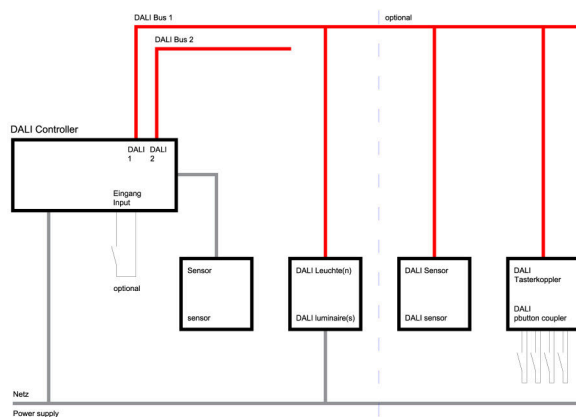 DALI Bus 1
optional
DALI Bus 2
DALI Controller
DALI DALI
1 2
Eingang
Input
optional
Sensor
sensor
DALI Leuchte(n)
DALI luminaire(s)
DALI Sensor
DALI sensor
DALI
Tasterkoppler
DALI
pbutton coupler
Netz
Power supply